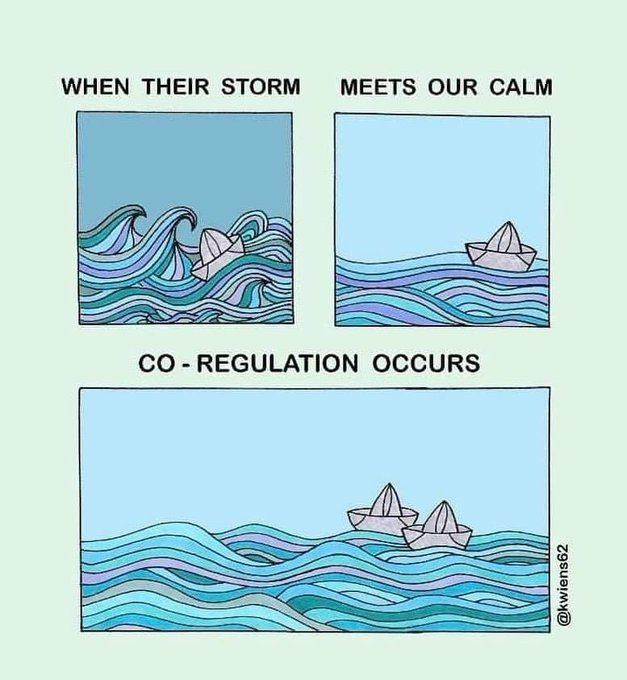 WHEN THEIR STORM
MEETS OUR CALM
CO - REGULATION OCCURS
@kwiens62